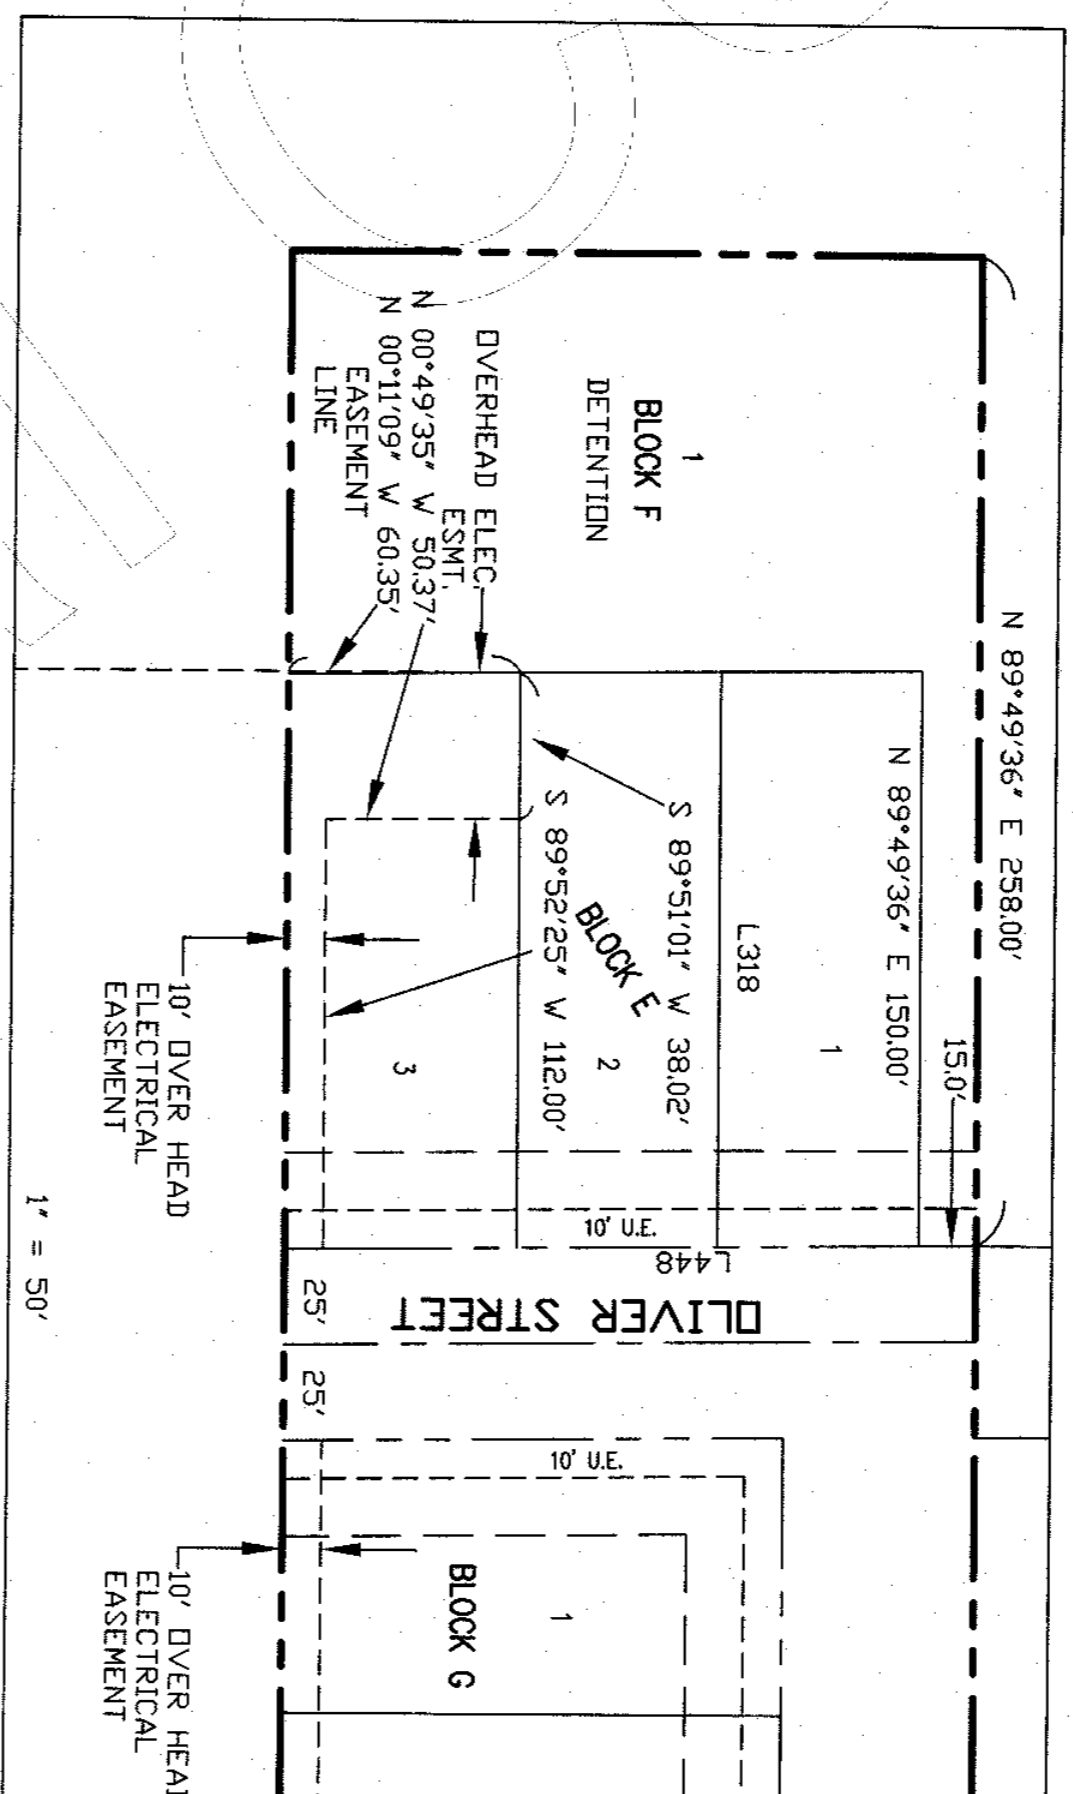 N 89°49'36" E 258.00'
15.0'
N 89°49'36" E 150.00'
1
L318
1
BLOCK F
DETENTION
S 89°51'01" W 38.02'
2
BLOCK E
S 89°52'25" W 112.00'
OVERHEAD ELEC.
ESMT.
N 00°49'35" W 50.37'
N 00°11'09" W 60.35'
EASEMENT
LINE
3
10' U.E.
L448
OLIVER STREET
25'
25'
10' OVER HEAD
ELECTRICAL
EASEMENT
1" = 50'
10' U.E.
1
BLOCK G
10' OVER HEAD
ELECTRICAL
EASEMENT